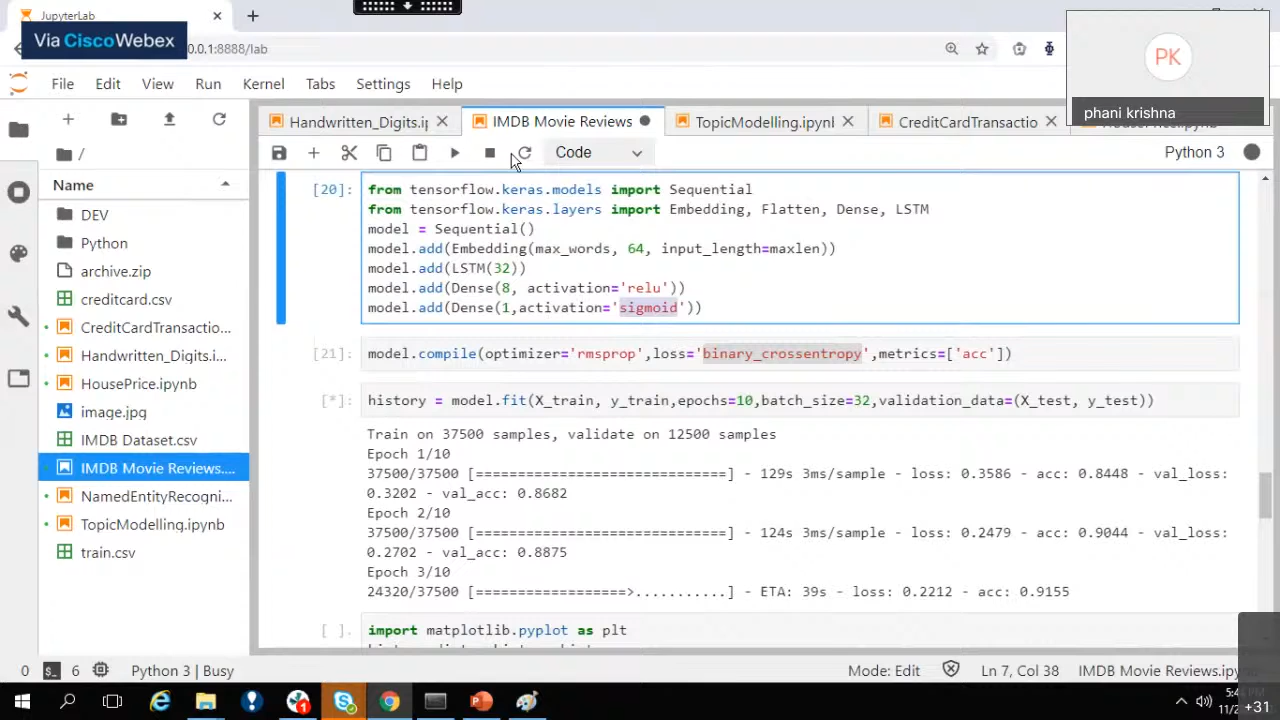 JupyterLab
Via Cisco Webex
0.0.1:8888/lab
PK
phani krishna
File Edit View Run Kernel Tabs Settings Help
Handwritten_Digits.ip
IMDB Movie Reviews
TopicModelling.ipynb
CreditCardTransactio
Code
Python 3
/
Name
DEV
Python
archive.zip
creditcard.csv
CreditCardTransactio...
Handwritten_Digits.i...
HousePrice.ipynb
image.jpg
IMDB Dataset.csv
IMDB Movie Reviews....
NamedEntityRecogni...
TopicModelling.ipynb
train.csv
[20]:
from tensorflow.keras.models import Sequential
from tensorflow.keras.layers import Embedding, Flatten, Dense, LSTM
model = Sequential()
model.add(Embedding(max_words, 64, input_length=maxlen))
model.add(LSTM(32))
model.add(Dense(8, activation='relu'))
model.add(Dense(1,activation='sigmoid'))
[21]:
model.compile(optimizer='rmsprop',loss='binary_crossentropy',metrics=['acc'])
[*]:
history = model.fit(X_train, y_train,epochs=10,batch_size=32,validation_data=(X_test, y_test))
Train on 37500 samples, validate on 12500 samples
Epoch 1/10
37500/37500 [==============================] - 129s 3ms/sample - loss: 0.3586 - acc: 0.8448 - val_loss:
0.3202 - val_acc: 0.8682
Epoch 2/10
37500/37500 [==============================] - 124s 3ms/sample - loss: 0.2479 - acc: 0.9044 - val_loss:
0.2702 - val_acc: 0.8875
Epoch 3/10
24320/37500 [==================>...........] - ETA: 39s - loss: 0.2212 - acc: 0.9155
[ ]:
import matplotlib.pyplot as plt
0
6
Python 3 | Busy
Mode: Edit
Ln 7, Col 38
IMDB Movie Reviews.ipynb
+31